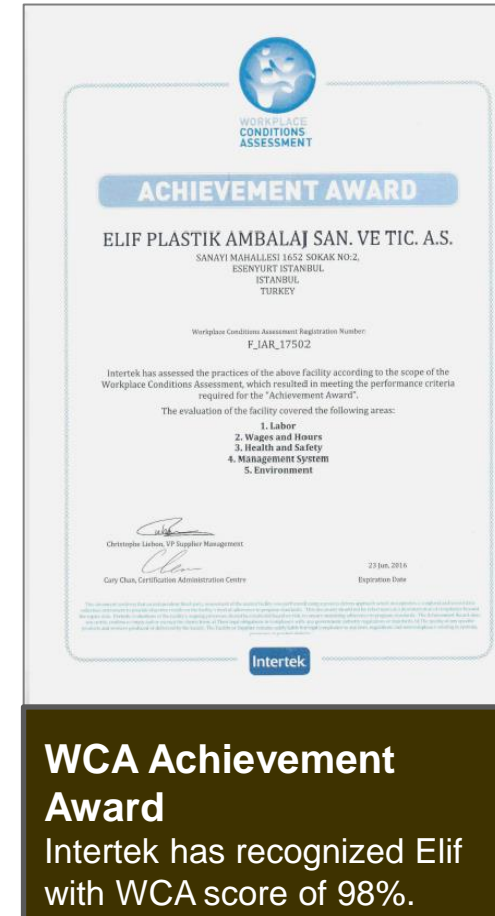 WORKPLACE
CONDITIONS
ASSESSMENT
ACHIEVEMENT AWARD
ELIF PLASTIK AMBALAJ SAN. VE TIC. A.S.
SANAYI MAHALLESI 1652 SOKAK NO:2,
ESENYURT ISTANBUL
ISTANBUL
TURKEY
Workplace Conditions Assessment Registration Number:
F_IAR_17502
Intertek has assessed the practices of the above facility according to the scope of the
Workplace Conditions Assessment, which resulted in meeting the performance criteria
required for the "Achievement Award".
The evaluation of the facility covered the following areas:
1. Labor
2. Wages and Hours
3. Health and Safety
4. Management System
5. Environment
Christophe Liebon, VP Supplier Management
Cary Chan, Certification Administration Centre
23 Jun, 2016
Expiration Date
Intertek
WCA Achievement
Award
Intertek has recognized Elif
with WCA score of 98%.